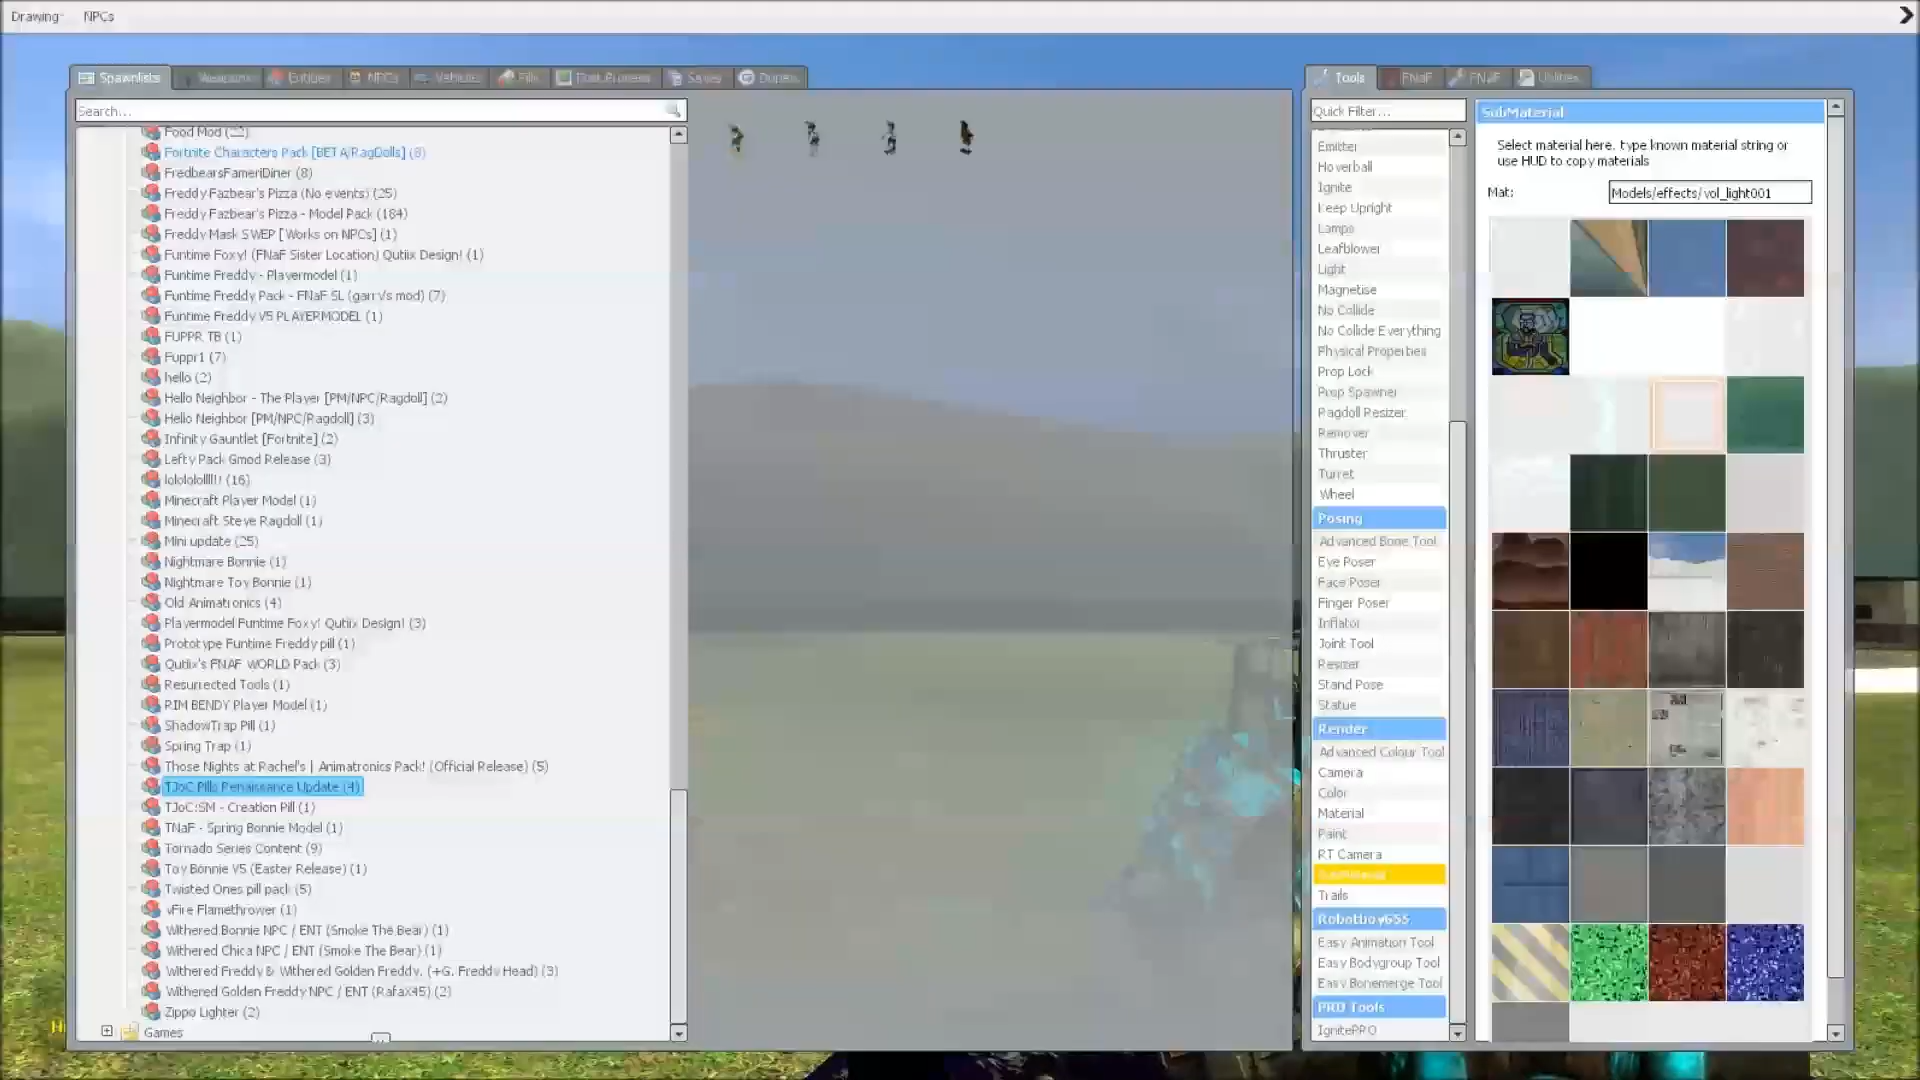 Drawing NPCs
Spawnlists Weapons Entities NPCs Vehicles Pills Post Process Saves Dupes
Search...
Food Mod (22)
Fortnite Characters Pack [BETA/RagDolls] (8)
FredbearsFameriDiner (8)
Freddy Fazbear's Pizza (No events) (25)
Freddy Fazbear's Pizza - Model Pack (184)
Freddy Mask SWEP [Works on NPCs] (1)
Funtime Foxy! (FNaF Sister Location) Qutiix Design! (1)
Funtime Freddy - Playermodel (1)
Funtime Freddy Pack - FNaF SL (garry's mod) (7)
Funtime Freddy V5 PLAYERMODEL (1)
FUPPR TB (1)
Fuppr1 (7)
hello (2)
Hello Neighbor - The Player [PM/NPC/Ragdoll] (2)
Hello Neighbor [PM/NPC/Ragdoll] (3)
Infinity Gauntlet [Fortnite] (2)
Lefty Pack Gmod Release (3)
lolololollll!! (16)
Minecraft Player Model (1)
Minecraft Steve Ragdoll (1)
Mini update (25)
Nightmare Bonnie (1)
Nightmare Toy Bonnie (1)
Old Animatronics (4)
Playermodel Funtime Foxy! Qutiix Design! (3)
Prototype Funtime Freddy pill (1)
Qutiix's FNAF WORLD Pack (3)
Resurrected Tools (1)
RIM BENDY Player Model (1)
ShadowTrap Pill (1)
Spring Trap (1)
Those Nights at Rachel's | Animatronics Pack! (Official Release) (5)
TJoC Pills Renaissance Update (4)
TJoC:SM - Creation Pill (1)
TNaF - Spring Bonnie Model (1)
Tornado Series Content (9)
Toy Bonnie V5 (Easter Release) (1)
Twisted Ones pill pack (5)
vFire Flamethrower (1)
Withered Bonnie NPC / ENT (Smoke The Bear) (1)
Withered Chica NPC / ENT (Smoke The Bear) (1)
Withered Freddy & Withered Golden Freddy. (+G. Freddy Head) (3)
Withered Golden Freddy NPC / ENT (Rafax45) (2)
Zippo Lighter (2)
Games
Tools FNaF FNAF Utilities
Quick Filter...
Emitter
Hoverball
Ignite
Keep Upright
Lamps
Leafblower
Light
Magnetise
No Collide
No Collide Everything
Physical Properties
Prop Lock
Prop Spawner
Ragdoll Resizer
Remover
Thruster
Turret
Wheel
Posing
Advanced Bone Tool
Eye Poser
Face Poser
Finger Poser
Inflator
Joint Tool
Resizer
Stand Pose
Statue
Render
Advanced Colour Tool
Camera
Color
Material
Paint
RT Camera
SubMaterial
Trails
Robotboy655
Easy Animation Tool
Easy Bodygroup Tool
Easy Bonemerge Tool
PRO Tools
IgnitePRO
SubMaterial
Select material here, type known material string or
use HUD to copy materials
Mat: Models/effects/vol_light001